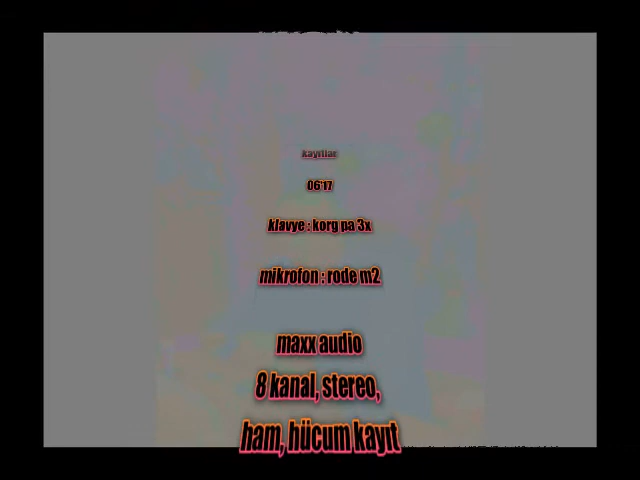 kayıtlar
06'17
klavye : korg pa 3x
mikrofon : rode m2
maxx audio
8 kanal, stereo,
ham, hücum kayıt